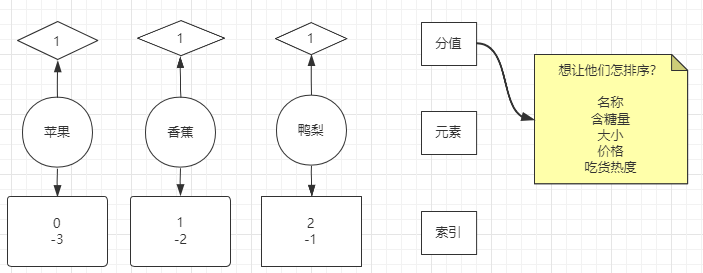 1
1
1
分值
想让他们怎排序?
名称
含糖量
大小
价格
吃货热度
苹果
香蕉
鸭梨
元素
0
-3
1
-2
2
-1
索引